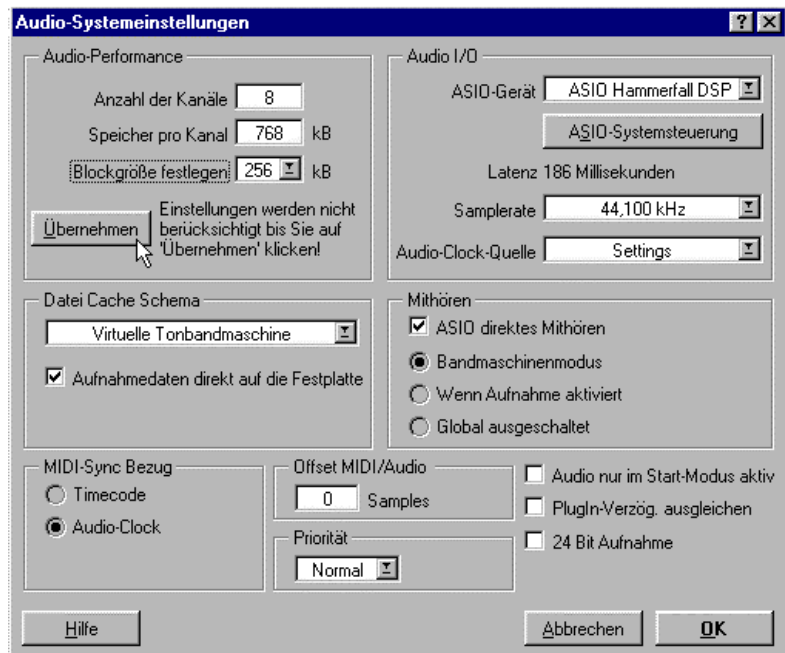 Audio-Systemeinstellungen
Audio-Performance
Anzahl der Kanäle 8
Speicher pro Kanal 768 kB
Blockgröße festlegen 256 kB
Übernehmen
Einstellungen werden nicht
berücksichtigt bis Sie auf
'Übernehmen' klicken!
Audio I/O
ASIO-Gerät ASIO Hammerfall DSP
ASIO-Systemsteuerung
Latenz 186 Millisekunden
Samplerate 44,100 kHz
Audio-Clock-Quelle Settings
Datei Cache Schema
Virtuelle Tonbandmaschine
Aufnahmedaten direkt auf die Festplatte
Mithören
ASIO direktes Mithören
Bandmaschinenmodus
Wenn Aufnahme aktiviert
Global ausgeschaltet
MIDI-Sync Bezug
Timecode
Audio-Clock
Offset MIDI/Audio
0 Samples
Priorität
Normal
Audio nur im Start-Modus aktiv
PlugIn-Verzög. ausgleichen
24 Bit Aufnahme
Hilfe
Abbrechen
OK